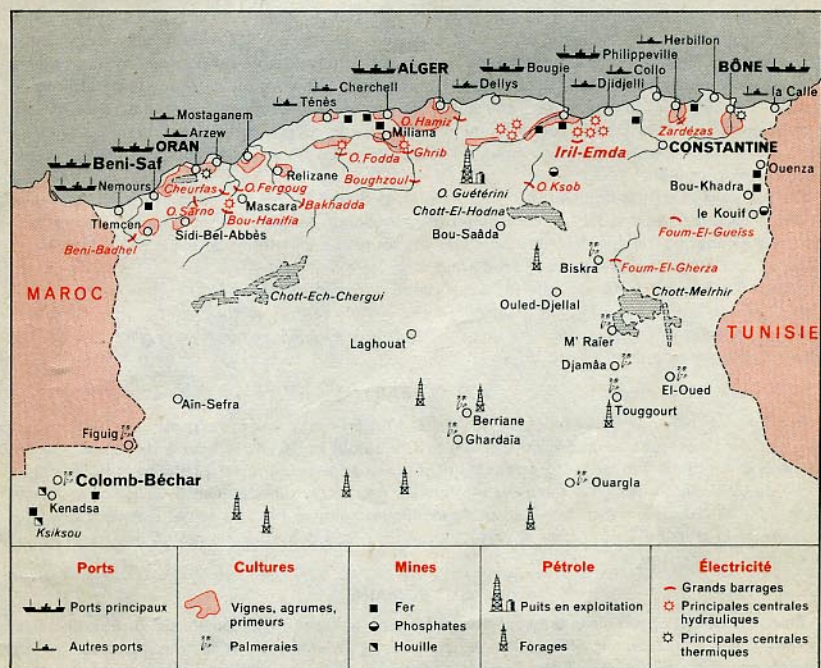 Herbillon
Philippeville
ALGER
Bougie
Collo
BÔNE
Cherchell
Dellys
Djidjelli
la Calle
Ténès
Mostaganem
O. Hamiz
Arzew
Miliana
Zardézas
ORAN
O. Fodda
Ghrib
Iril-Emda
CONSTANTINE
Beni-Saf
Relizane
Boughzoul
Ouenza
Nemours
Cheurfas
O. Fergoug
O. Guétérini
O. Ksob
Bou-Khadra
Mascara
Bakhadda
Chott-El-Hodna
O. Sarno
Bou-Hanifia
le Kouif
Tlemcen
Sidi-Bel-Abbès
Bou-Saâda
Foum-El-Gueiss
Beni-Badhel
Biskra
Foum-El-Gherza
MAROC
Chott-Ech-Chergui
Ouled-Djellal
Chott-Melrhir
TUNISIE
Laghouat
M'Raïer
Djamâa
El-Oued
Aïn-Sefra
Touggourt
Berriane
Figuig
Ghardaïa
Colomb-Béchar
Ouargla
Kenadsa
Ksiksou
Ports
Ports principaux
Autres ports
Cultures
Vignes, agrumes,
primeurs
Palmeraies
Mines
Fer
Phosphates
Houille
Pétrole
Puits en exploitation
Forages
Électricité
Grands barrages
Principales centrales
hydrauliques
Principales centrales
thermiques